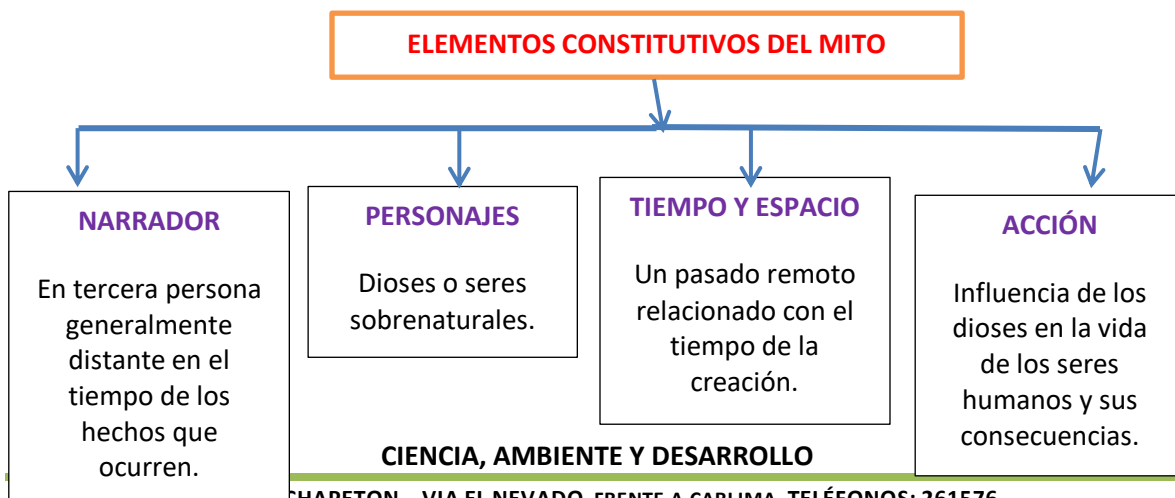 ELEMENTOS CONSTITUTIVOS DEL MITO
NARRADOR
En tercera persona
generalmente
distante en el
tiempo de los
hechos que
ocurren.
PERSONAJES
Dioses o seres
sobrenaturales.
TIEMPO Y ESPACIO
Un pasado remoto
relacionado con el
tiempo de la
creación.
ACCIÓN
Influencia de los
dioses en la vida
de los seres
humanos y sus
consecuencias.
CIENCIA, AMBIENTE Y DESARROLLO
VIA EL NEVADO FRENTE A CARLIMA TELÉFONOS: 261576